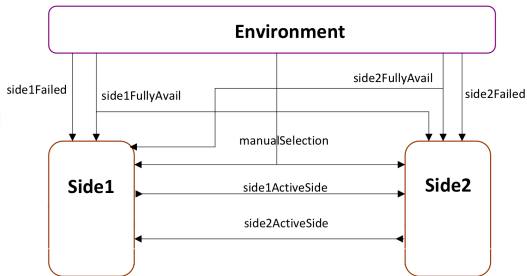 Environment
side2FullyAvail
side1Failed
side1FullyAvail
side2Failed
manualSelection
Side1
Side2
side1ActiveSide
side2ActiveSide